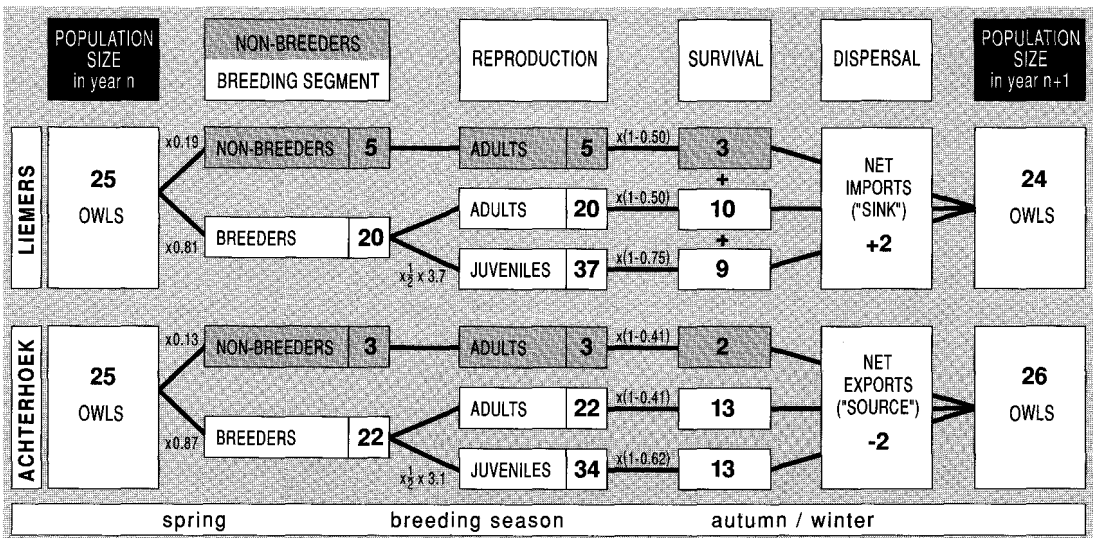 POPULATION
SIZE
in year n
NON-BREEDERS
BREEDING SEGMENT
REPRODUCTION
SURVIVAL
DISPERSAL
POPULATION
SIZE
in year n+1
LIEMERS
25
OWLS
x0.19
x0.81
NON-BREEDERS 5
BREEDERS 20
x½ x 3.7
ADULTS 5
ADULTS 20
JUVENILES 37
x(1-0.50)
x(1-0.50)
x(1-0.75)
3
+
10
+
9
NET
IMPORTS
("SINK")
+2
24
OWLS
ACHTERHOEK
25
OWLS
x0.13
x0.87
NON-BREEDERS 3
BREEDERS 22
x½ x 3.1
ADULTS 3
ADULTS 22
JUVENILES 34
x(1-0.41)
x(1-0.41)
x(1-0.62)
2
13
13
NET
EXPORTS
("SOURCE")
-2
26
OWLS
spring breeding season autumn / winter